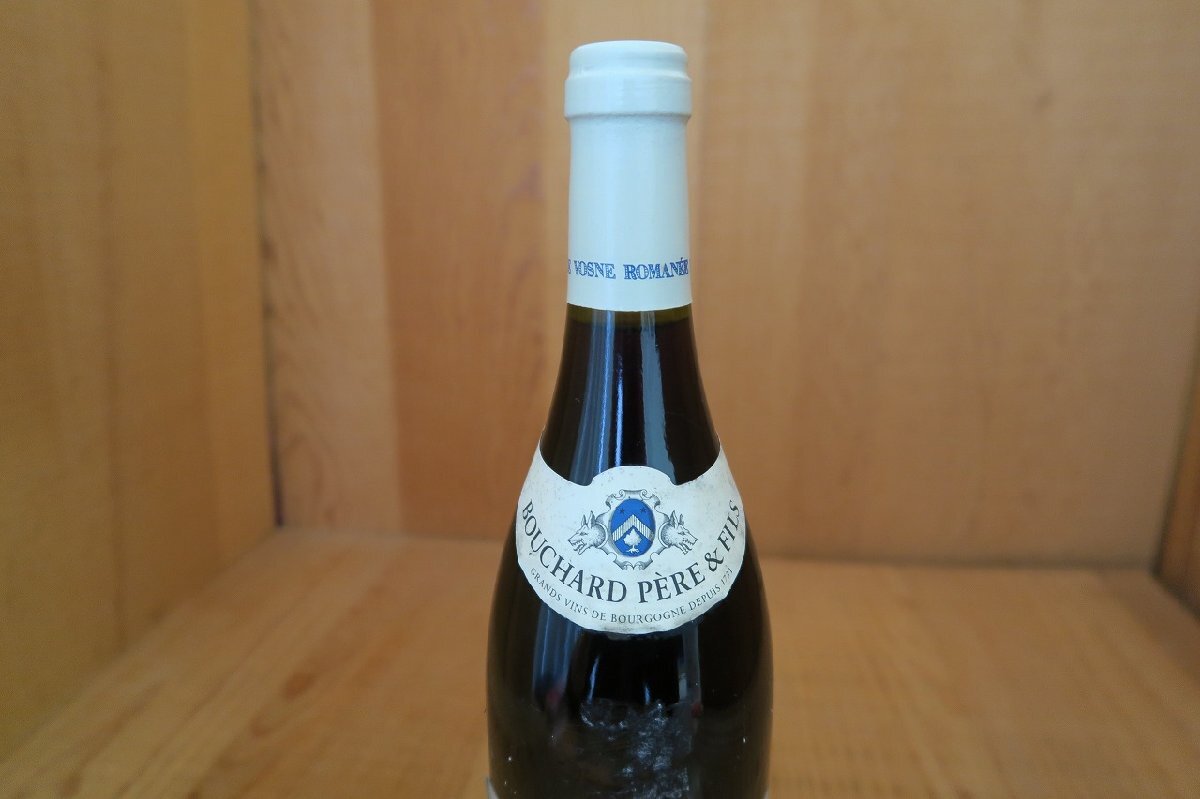 VOSNE ROMANÉE
BOUCHARD PÈRE & FILS
GRANDS VINS DE BOURGOGNE DEPUIS 1731